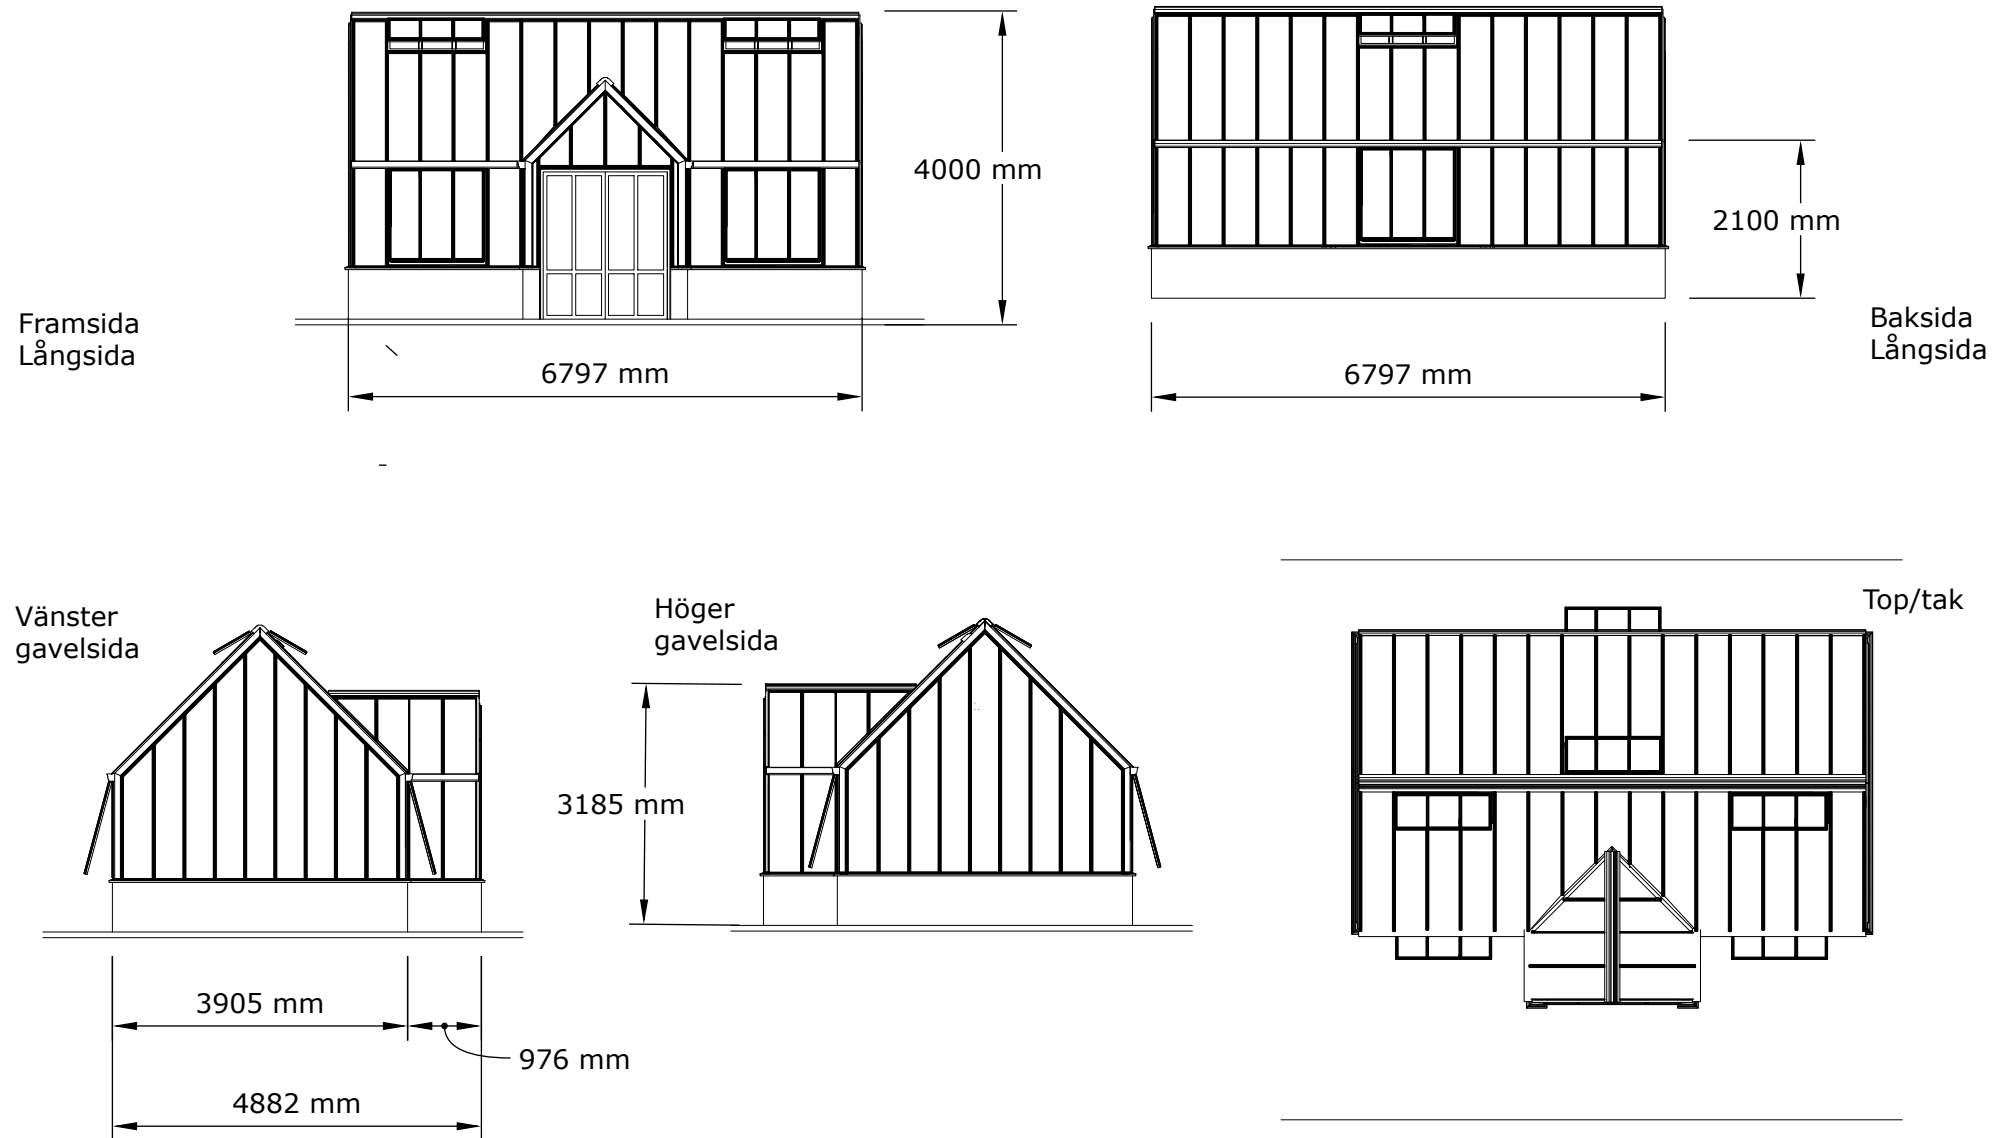 4000 mm
2100 mm
Framsida
Långsida
6797 mm
6797 mm
Baksida
Långsida
Vänster
gavelsida
Höger
gavelsida
Top/tak
3185 mm
3905 mm
976 mm
4882 mm